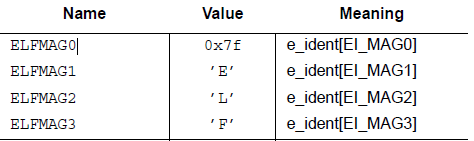 Name Value Meaning
ELFMAG0 0x7f e_ident[EI_MAG0]
ELFMAG1 ’E’ e_ident[EI_MAG1]
ELFMAG2 ’L’ e_ident[EI_MAG2]
ELFMAG3 ’F’ e_ident[EI_MAG3]